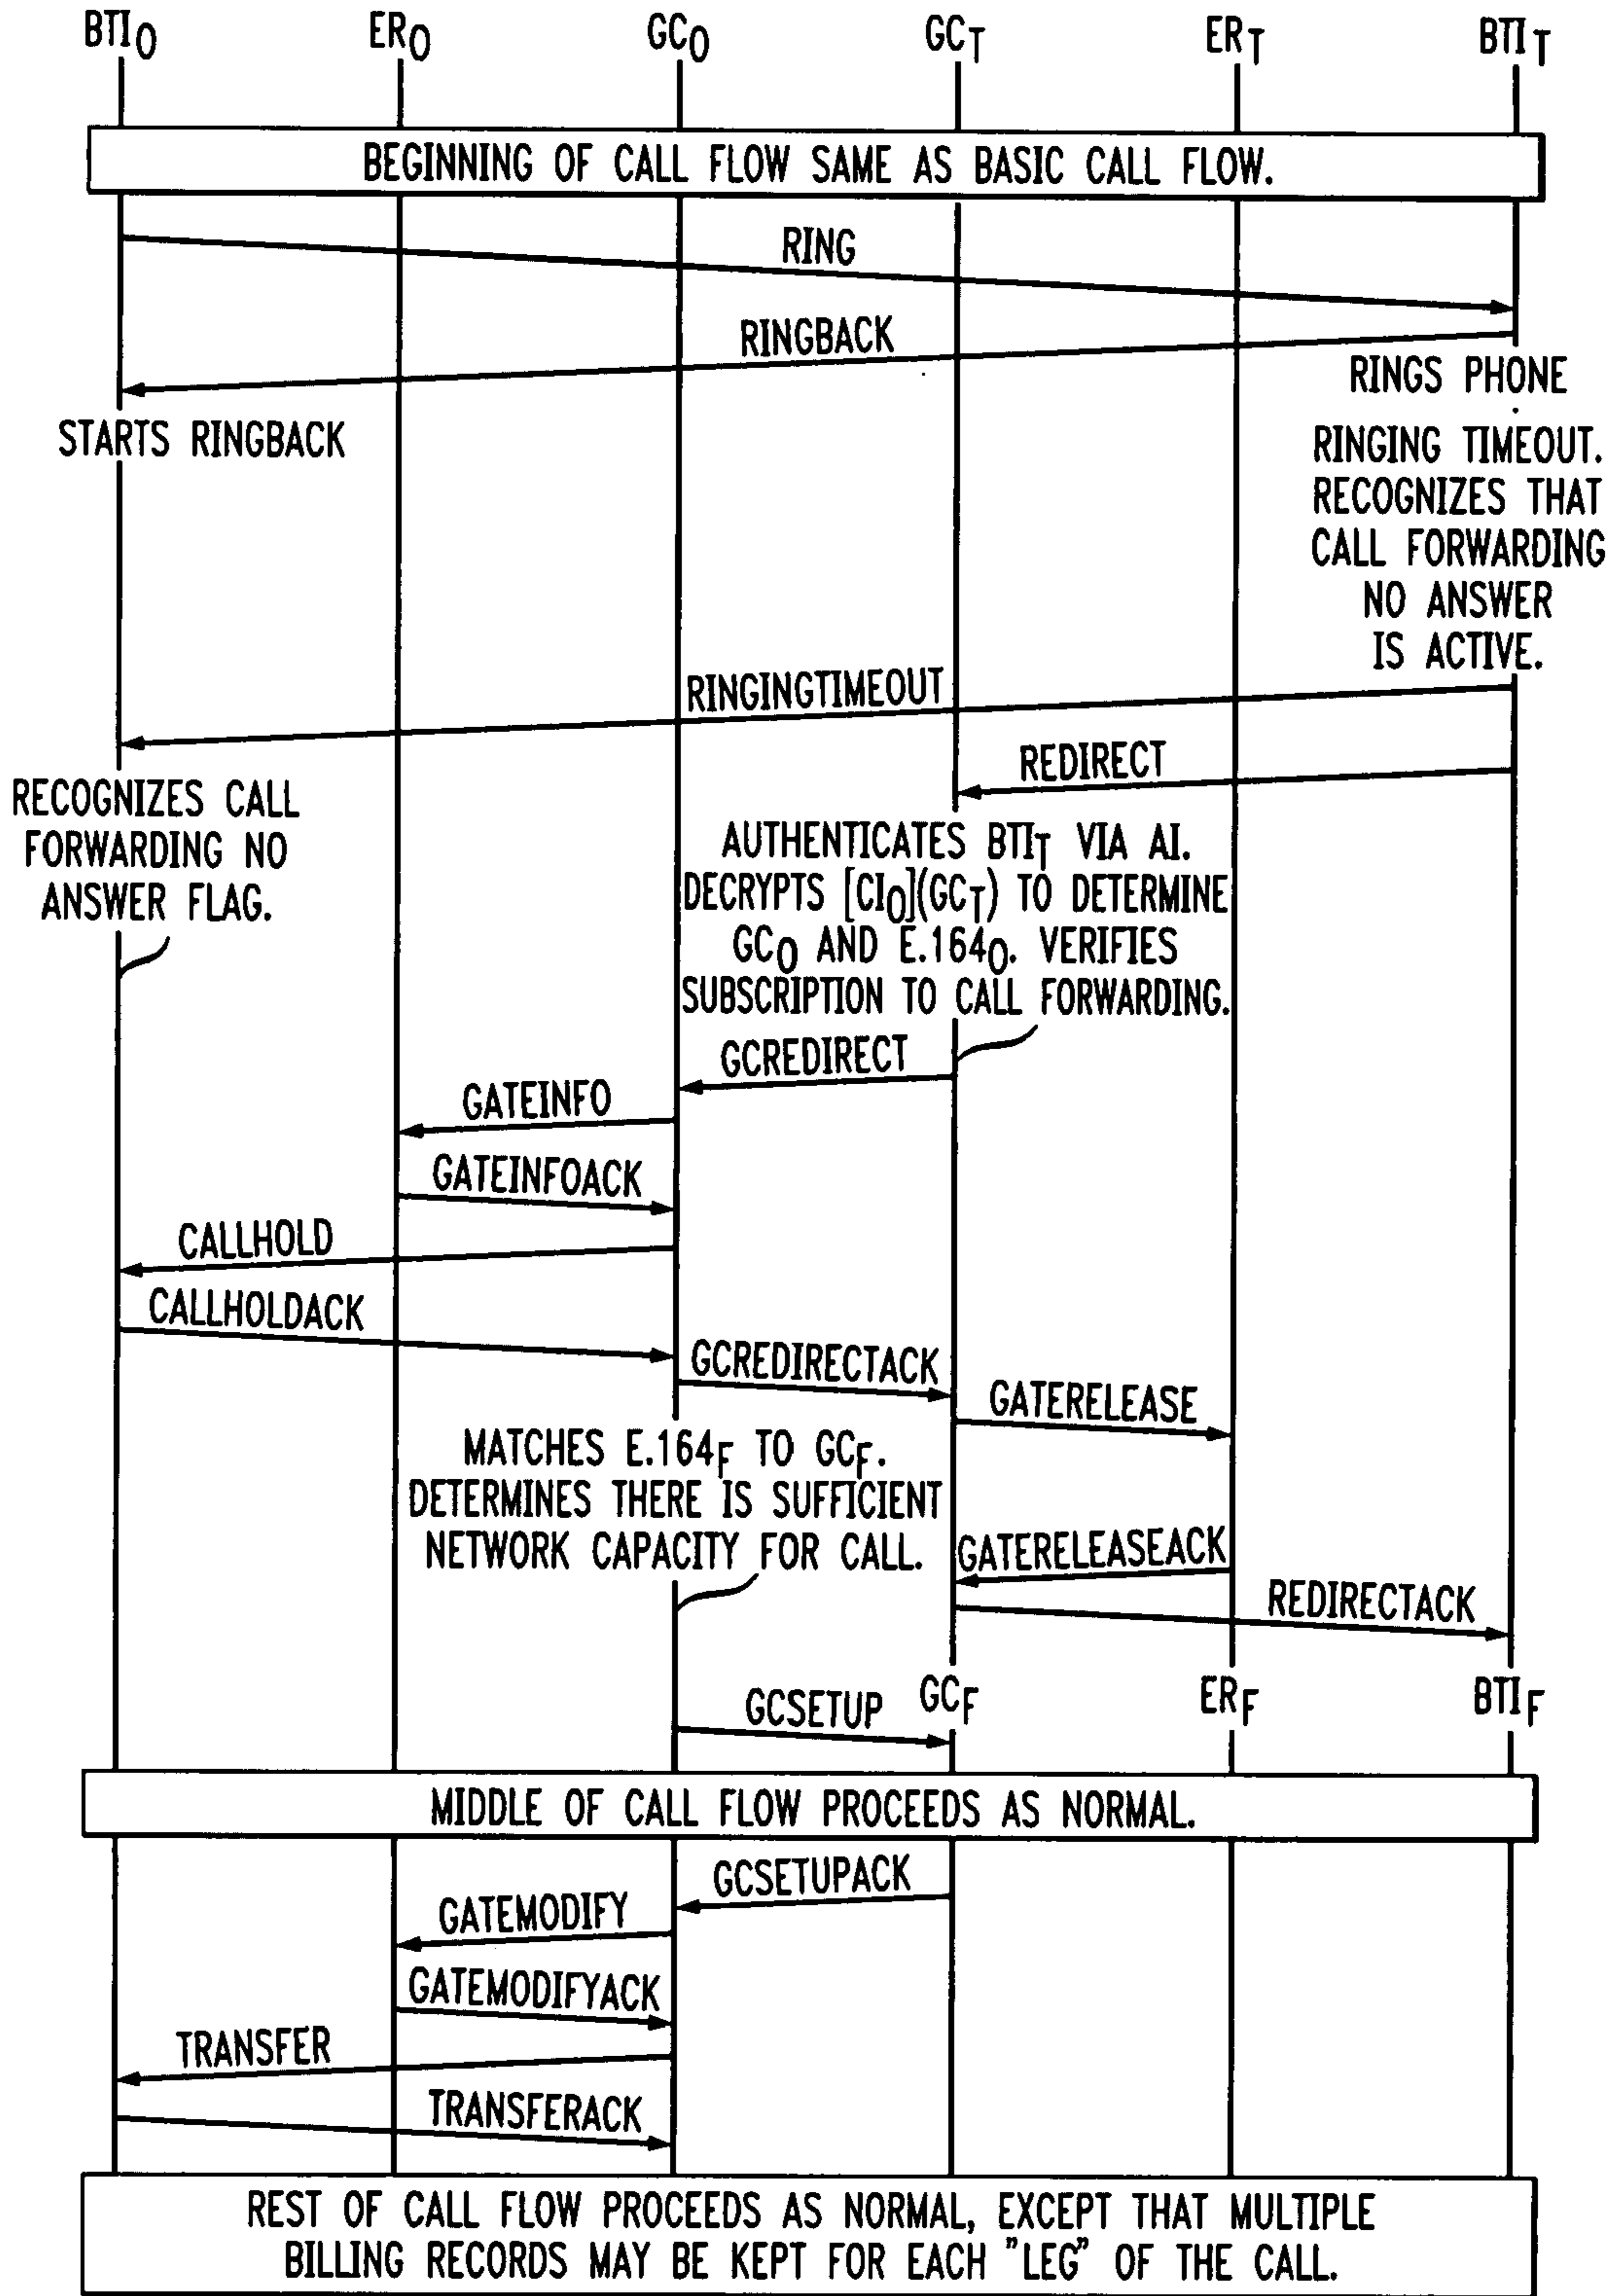 BTIO ERO GCO GCT ERT BTIT
BEGINNING OF CALL FLOW SAME AS BASIC CALL FLOW.
RING
RINGBACK
RINGS PHONE
STARTS RINGBACK
RINGING TIMEOUT.
RECOGNIZES THAT
CALL FORWARDING
NO ANSWER
IS ACTIVE.
RINGINGTIMEOUT
REDIRECT
RECOGNIZES CALL
FORWARDING NO
ANSWER FLAG.
AUTHENTICATES BTIT VIA AI.
DECRYPTS [CIO](GCT) TO DETERMINE
GCO AND E.164O. VERIFIES
SUBSCRIPTION TO CALL FORWARDING.
GCREDIRECT
GATEINFO
GATEINFOACK
CALLHOLD
CALLHOLDACK
GCREDIRECTACK
GATERELEASE
MATCHES E.164F TO GCF.
DETERMINES THERE IS SUFFICIENT
NETWORK CAPACITY FOR CALL.
GATERELEASEACK
REDIRECTACK
GCSETUP
GCF ERF BTIF
MIDDLE OF CALL FLOW PROCEEDS AS NORMAL.
GCSETUPACK
GATEMODIFY
GATEMODIFYACK
TRANSFER
TRANSFERACK
REST OF CALL FLOW PROCEEDS AS NORMAL, EXCEPT THAT MULTIPLE
BILLING RECORDS MAY BE KEPT FOR EACH "LEG" OF THE CALL.